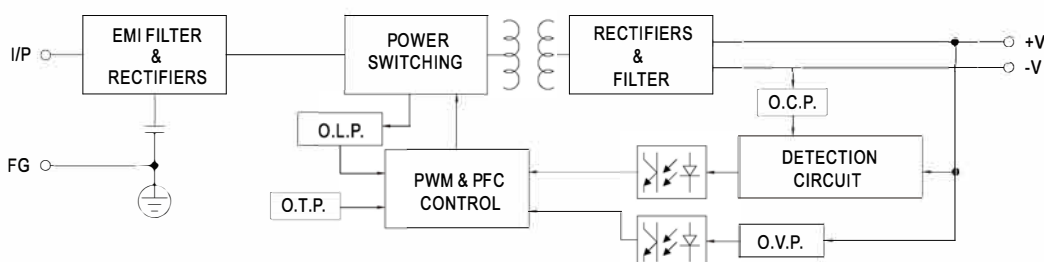 I/P
EMI FILTER
&
RECTIFIERS
POWER
SWITCHING
RECTIFIERS
&
FILTER
+V
-V
O.C.P.
O.L.P.
FG
PWM & PFC
CONTROL
DETECTION
CIRCUIT
O.T.P.
O.V.P.